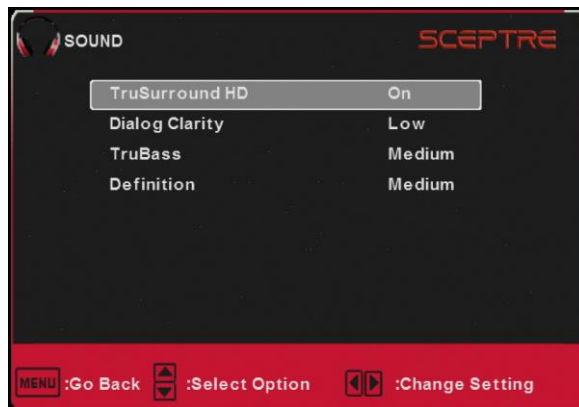 SOUND SCEPTRE
TruSurround HD On
Dialog Clarity Low
TruBass Medium
Definition Medium
MENU :Go Back :Select Option :Change Setting